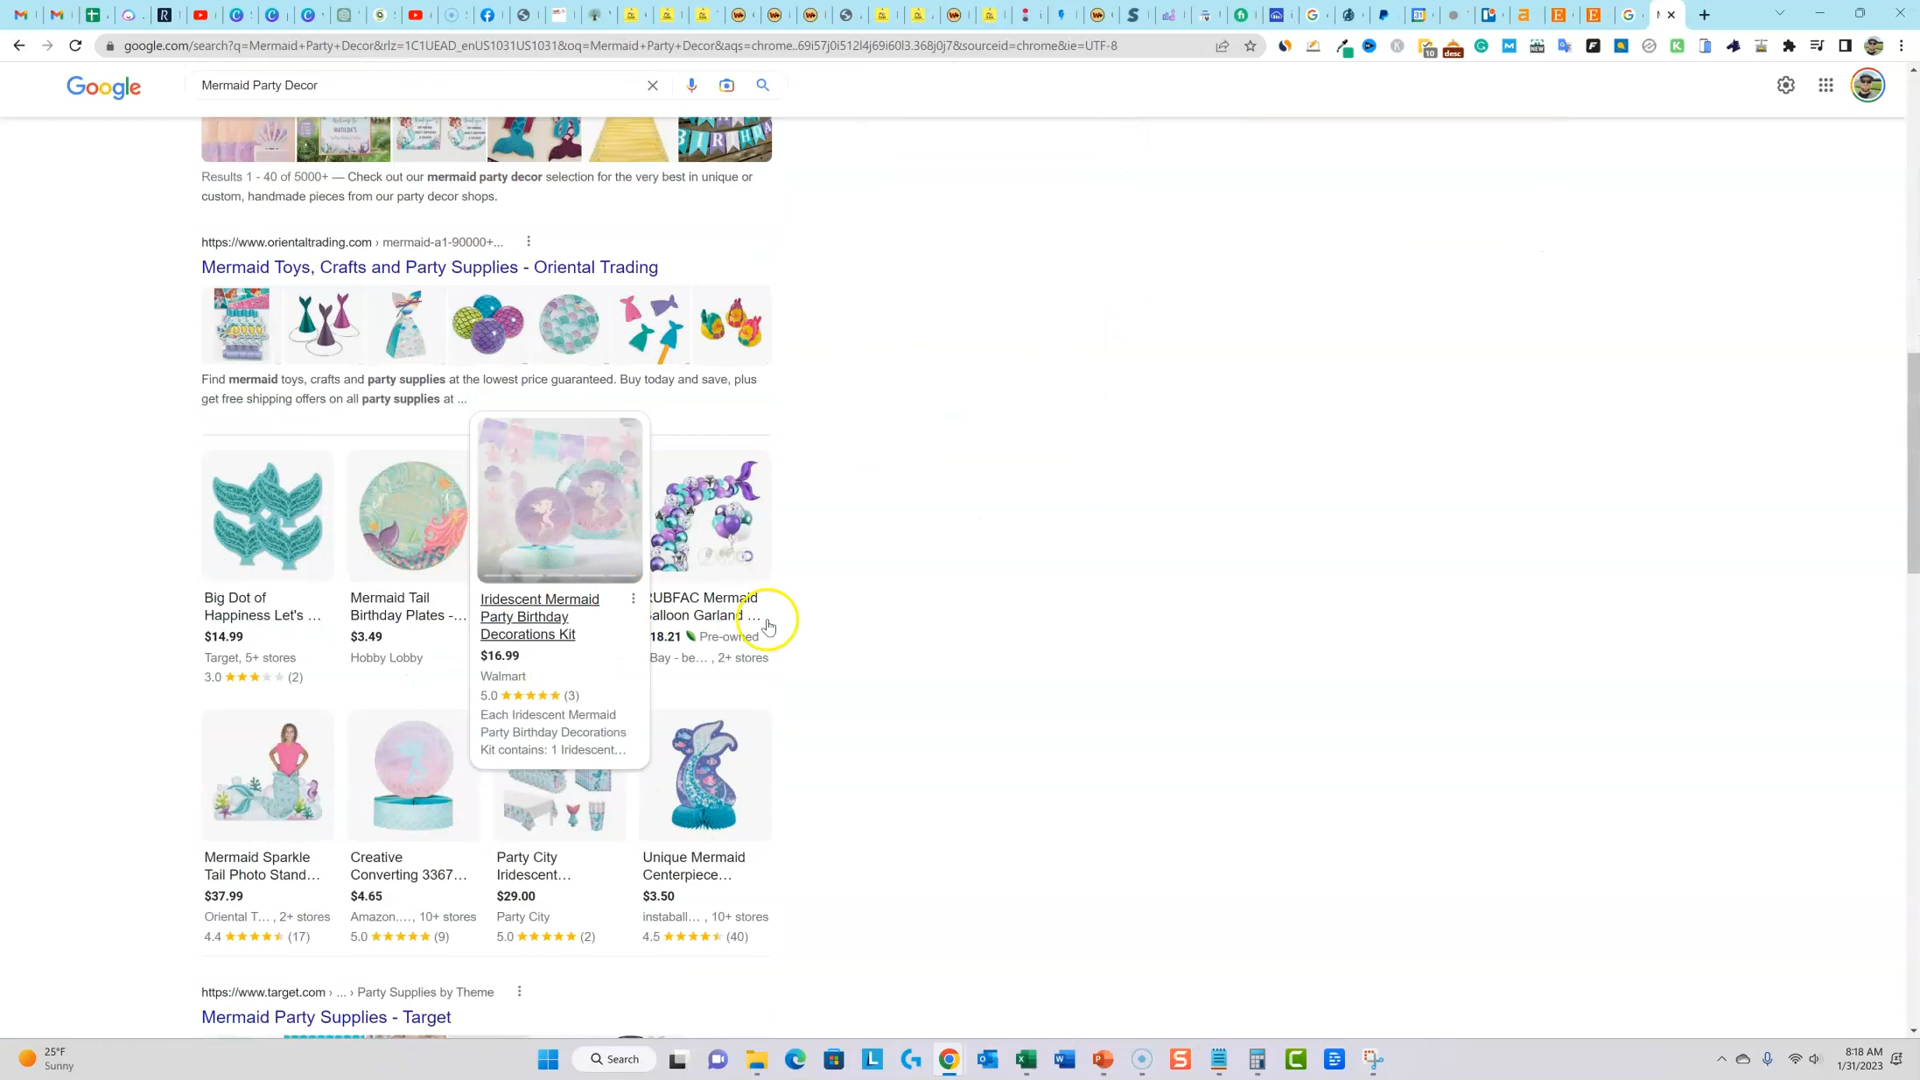 google.com/search?q=Mermaid+Party+Decor&rlz=1C1UEAD_enUS1031US1031&oq=Mermaid+Party+Decor&aqs=chrome..69i57j0i512l4j69i60l3.368j0j7&sourceid=chrome&ie=UTF-8
Google
Mermaid Party Decor
Results 1 - 40 of 5000+ — Check out our mermaid party decor selection for the very best in unique or
custom, handmade pieces from our party decor shops.
https://www.orientaltrading.com › mermaid-a1-90000+...
Mermaid Toys, Crafts and Party Supplies - Oriental Trading
Find mermaid toys, crafts and party supplies at the lowest price guaranteed. Buy today and save, plus
get free shipping offers on all party supplies at ...
Big Dot of
Happiness Let's ...
$14.99
Target, 5+ stores
3.0 (2)
Mermaid Tail
Birthday Plates -...
$3.49
Hobby Lobby
Iridescent Mermaid
Party Birthday
Decorations Kit
$16.99
Walmart
5.0 (3)
Each Iridescent Mermaid
Party Birthday Decorations
Kit contains: 1 Iridescent...
RUBFAC Mermaid
Balloon Garland ...
18.21 Pre-owned
Bay - be... , 2+ stores
Mermaid Sparkle
Tail Photo Stand...
$37.99
Oriental T... , 2+ stores
4.4 (17)
Creative
Converting 3367...
$4.65
Amazon...., 10+ stores
5.0 (9)
Party City
Iridescent...
$29.00
Party City
5.0 (2)
Unique Mermaid
Centerpiece...
$3.50
instaball... , 10+ stores
4.5 (40)
https://www.target.com › ... › Party Supplies by Theme
Mermaid Party Supplies - Target
25°F
Sunny
Search
8:18 AM
1/31/2023